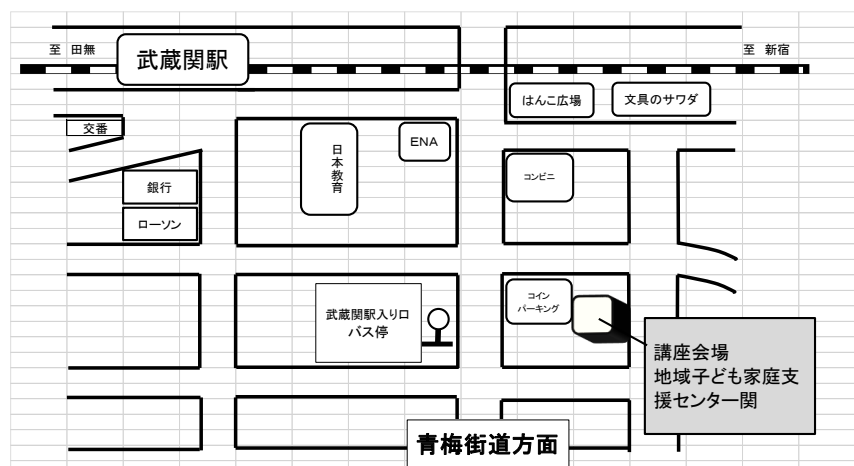 至 田無
武蔵関駅
至 新宿
はんこ広場
文具のサワダ
交番
日本教育
ENA
コンビニ
銀行
ローソン
武蔵関駅入り口
バス停
コイン
パーキング
講座会場
地域子ども家庭支
援センター関
青梅街道方面